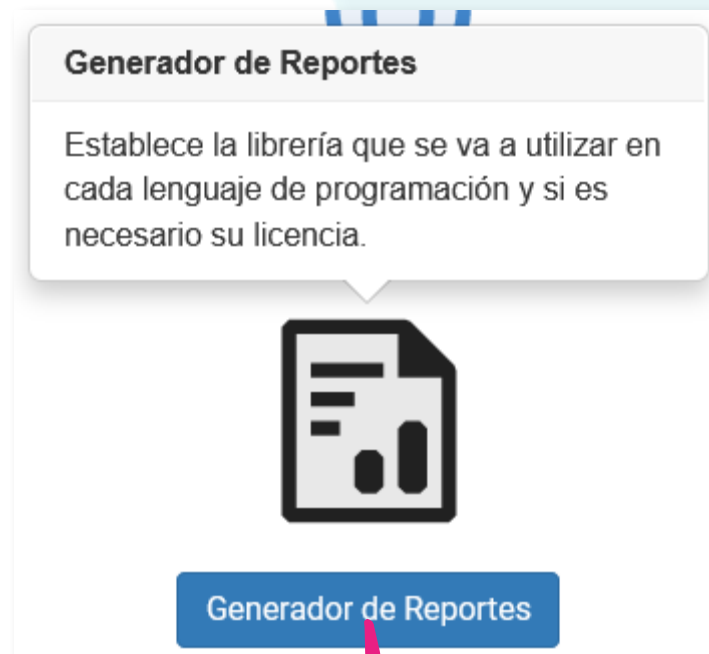 Generador de Reportes
Establece la librería que se va a utilizar en
cada lenguaje de programación y si es
necesario su licencia.
Generador de Reportes